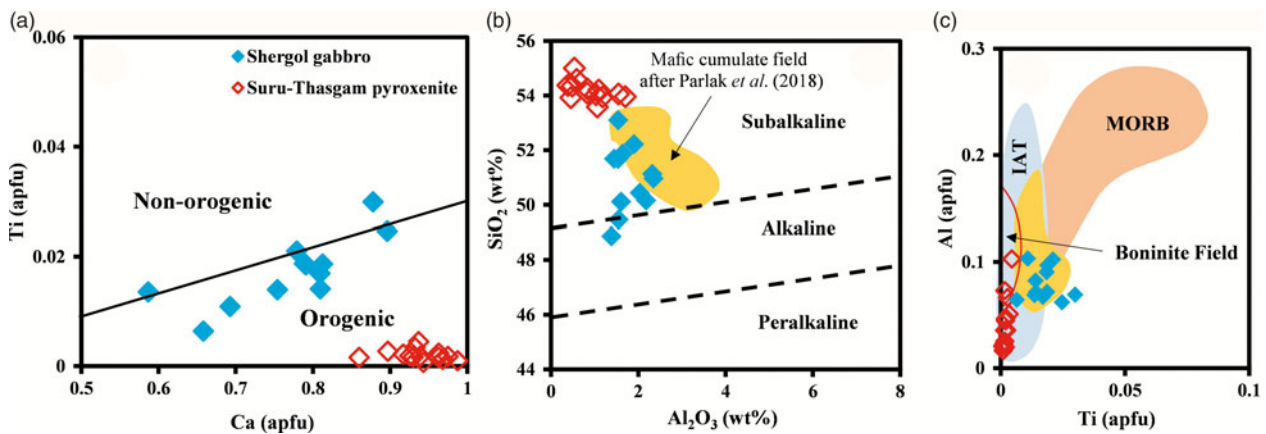 (a)
0.06
0.04
0.02
0
Ti (apfu)
Shergol gabbro
Suru-Thasgam pyroxenite
Non-orogenic
Orogenic
0.5
0.6
0.7
0.8
0.9
1
Ca (apfu)
(b)
56
54
52
50
48
46
44
SiO₂ (wt%)
Mafic cumulate field
after Parlak et al. (2018)
Subalkaline
Alkaline
Peralkaline
0
2
4
6
8
Al₂O₃ (wt%)
(c)
0.3
0.2
0.1
0
Al (apfu)
IAT
MORB
Boninite Field
0
0.05
0.1
Ti (apfu)